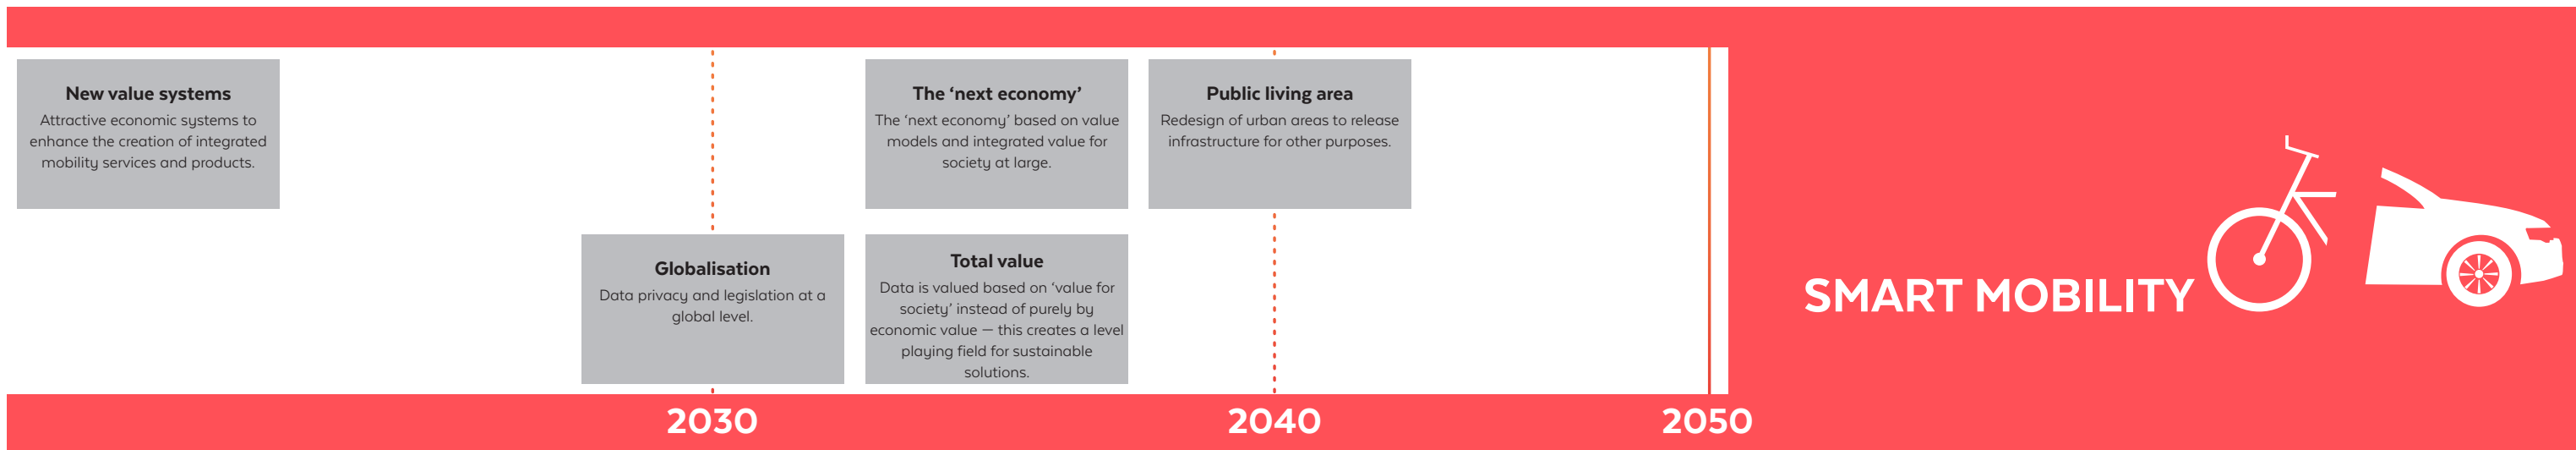 New value systems
Attractive economic systems to
enhance the creation of integrated
mobility services and products.
The ‘next economy’
The ‘next economy’ based on value
models and integrated value for
society at large.
Public living area
Redesign of urban areas to release
infrastructure for other purposes.
Globalisation
Data privacy and legislation at a
global level.
Total value
Data is valued based on ‘value for
society’ instead of purely by
economic value — this creates a level
playing field for sustainable
solutions.
SMART MOBILITY
2030
2040
2050